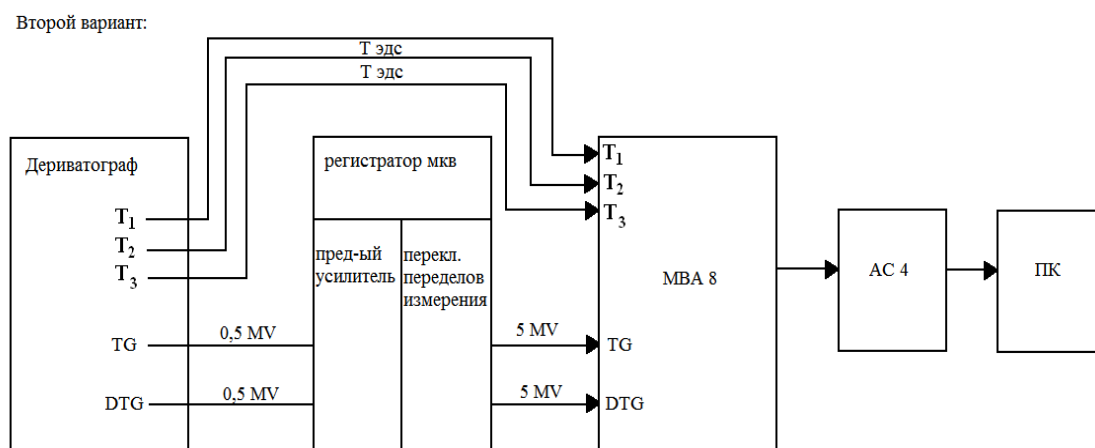 Второй вариант:
Т эдс
Т эдс
Дериватограф
T1
T2
T3
TG
DTG
0,5 MV
0,5 MV
регистратор мкв
пред-ый
усилитель
перекл.
переделов
измерения
5 MV
5 MV
T1
T2
T3
МВА 8
TG
DTG
АС 4
ПК